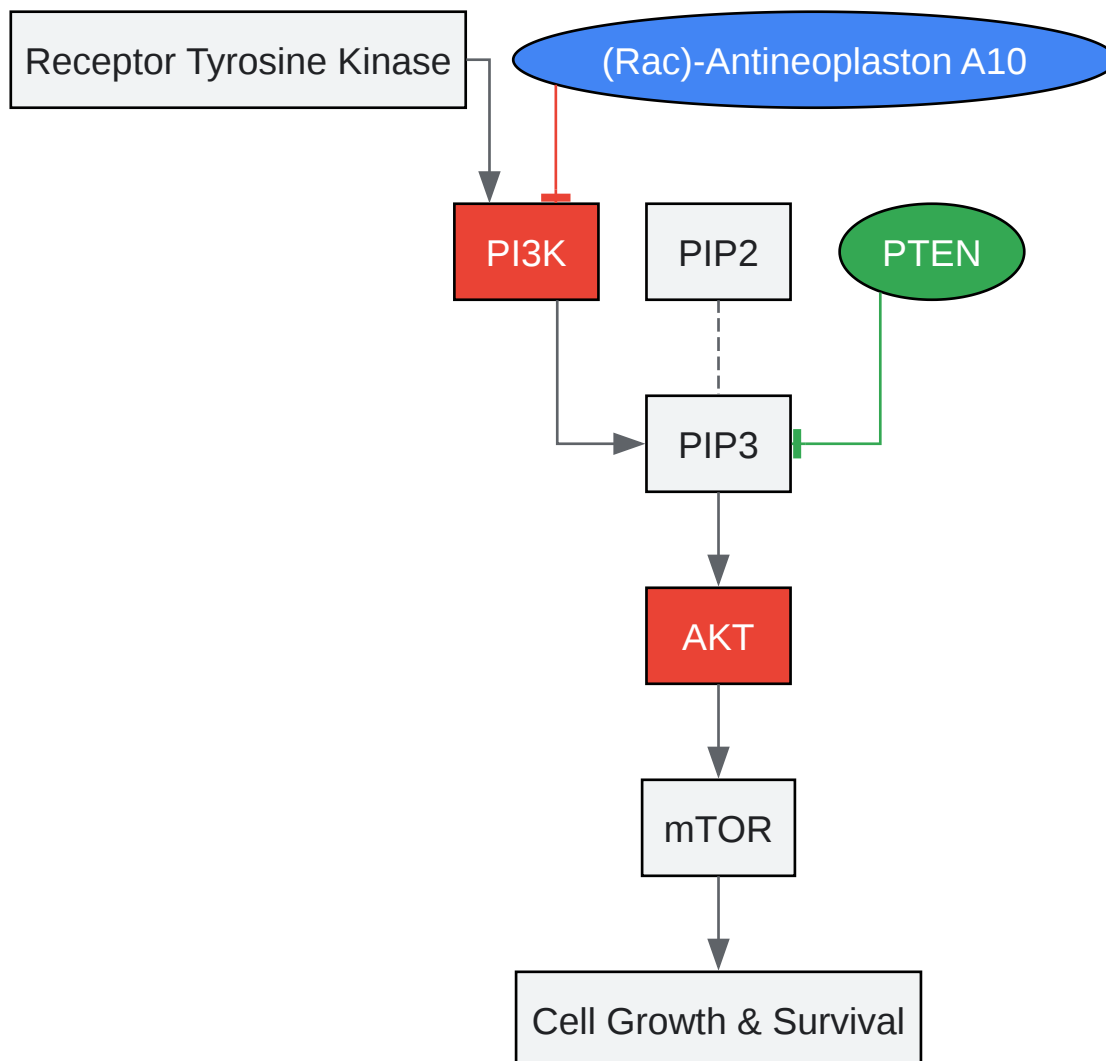 Receptor Tyrosine Kinase
(Rac)-Antineoplaston A10
PI3K
PIP2
PTEN
PIP3
AKT
mTOR
Cell Growth & Survival